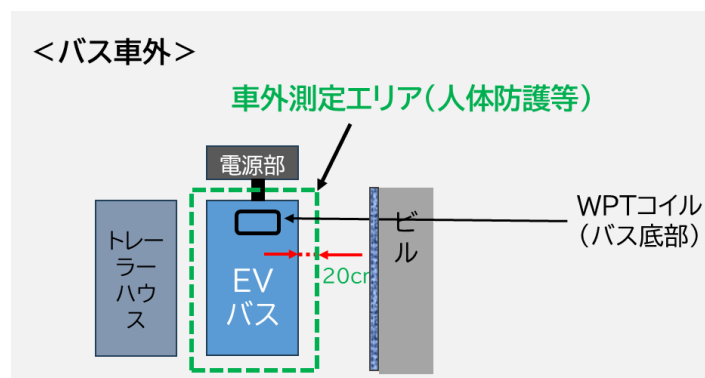 ＜バス車外＞
車外測定エリア（人体防護等）
電源部
WPTコイル
（バス底部）
ビ
ル
トレー
ラー
ハウ
ス
EV
バス
20cm